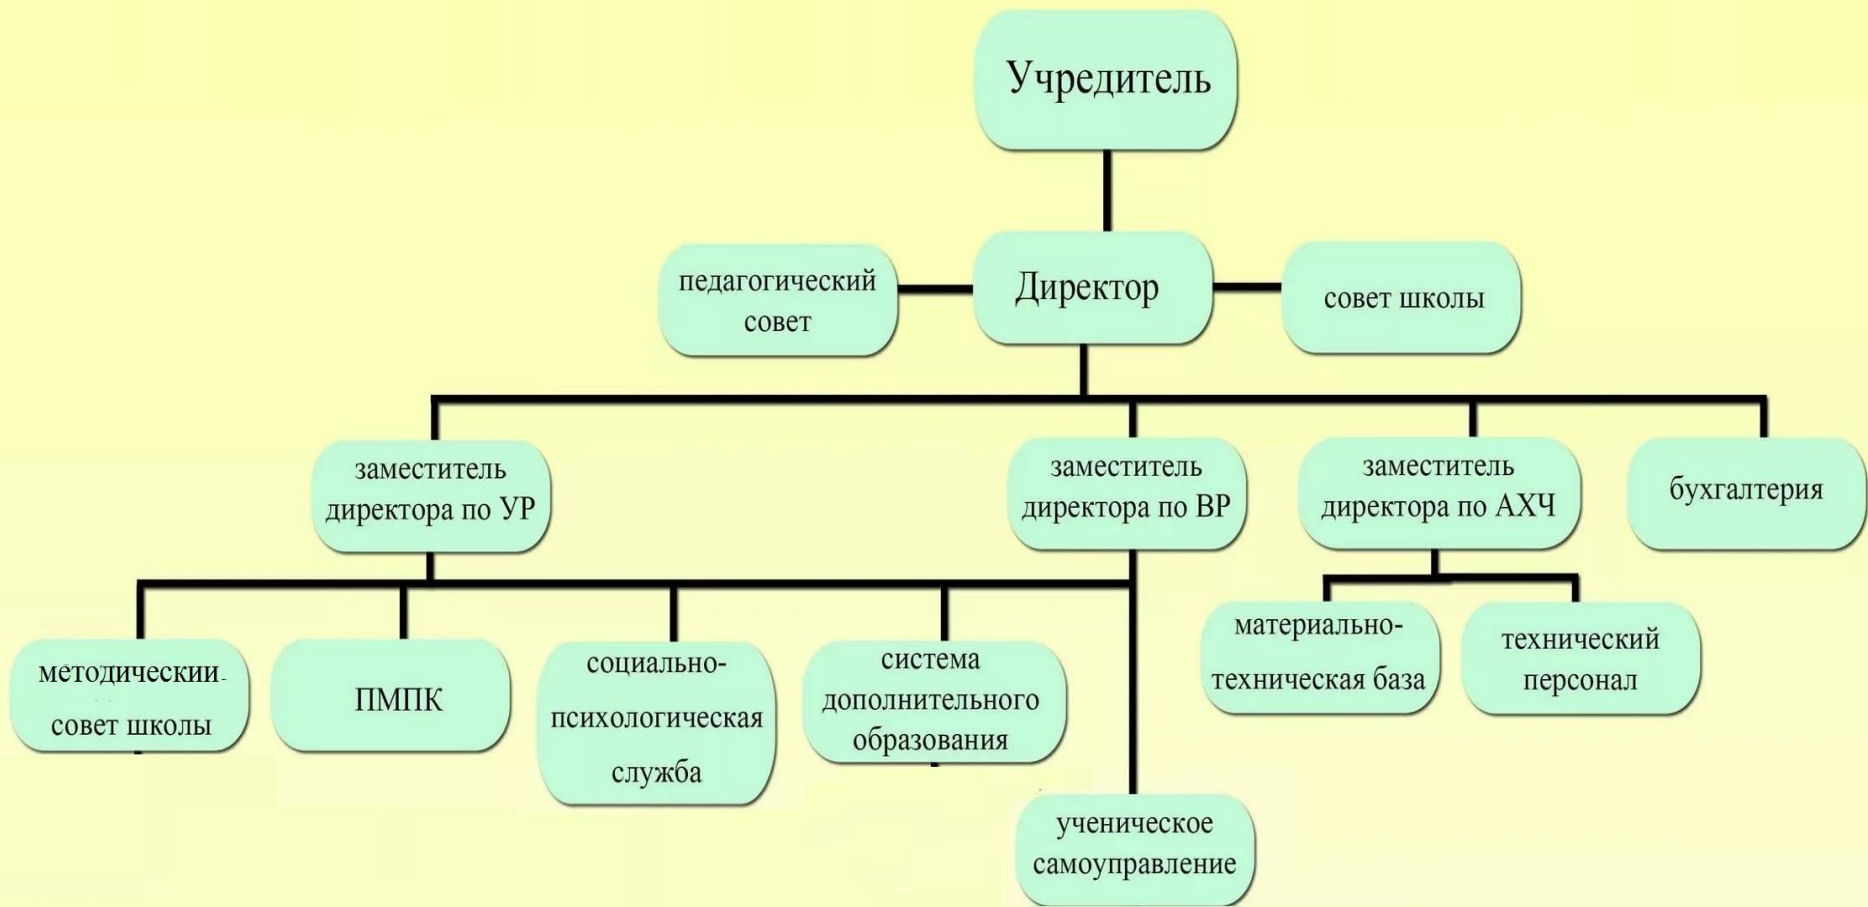 Учредитель
педагогический
совет
Директор
совет школы
заместитель
директора по УР
заместитель
директора по ВР
заместитель
директора по АХЧ
бухгалтерия
методический
совет школы
ПМПК
социально-
психологическая
служба
система
дополнительного
образования
материально-
техническая база
технический
персонал
ученическое
самоуправление